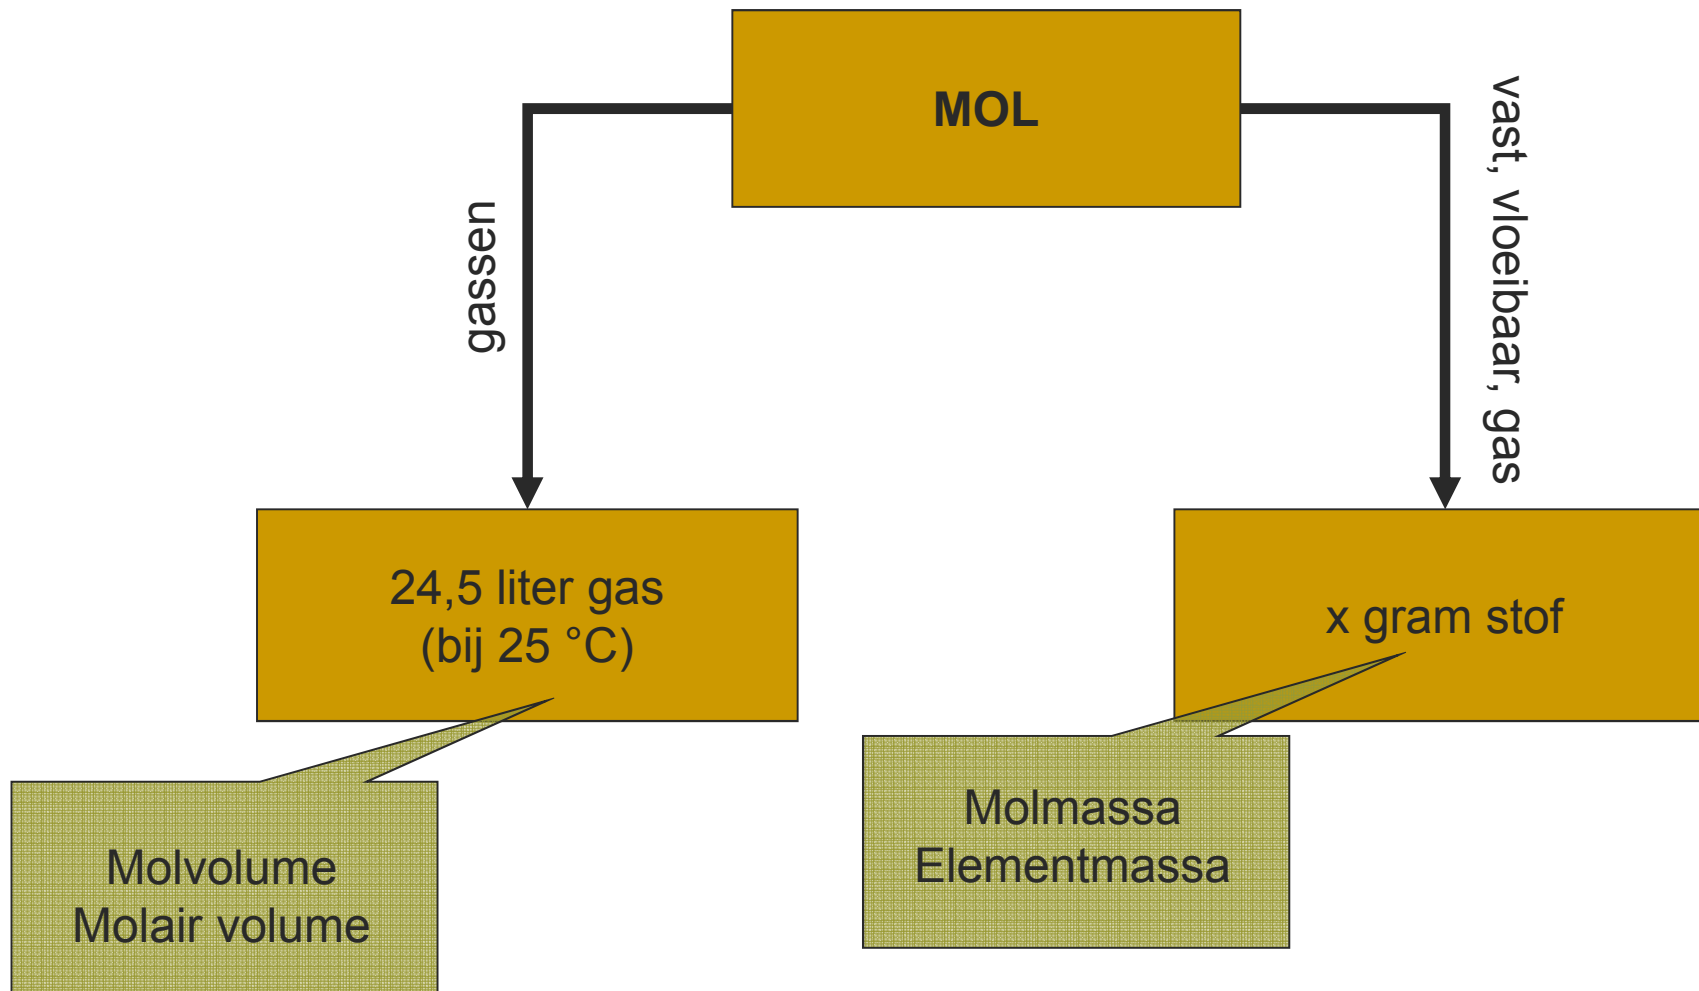 MOL
gassen
vast, vloeibaar, gas
24,5 liter gas
(bij 25 °C)
x gram stof
Molmassa
Elementmassa
Molvolume
Molair volume